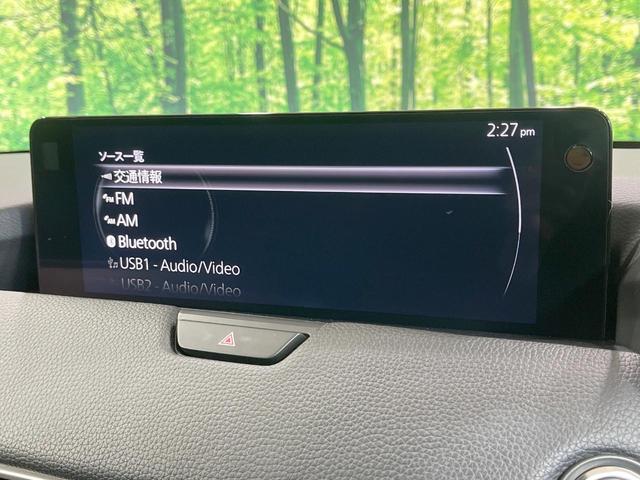 2:27 pm
ソース一覧
交通情報
FM
AM
Bluetooth
USB1 - Audio/Video
USB2 - Audio/Video